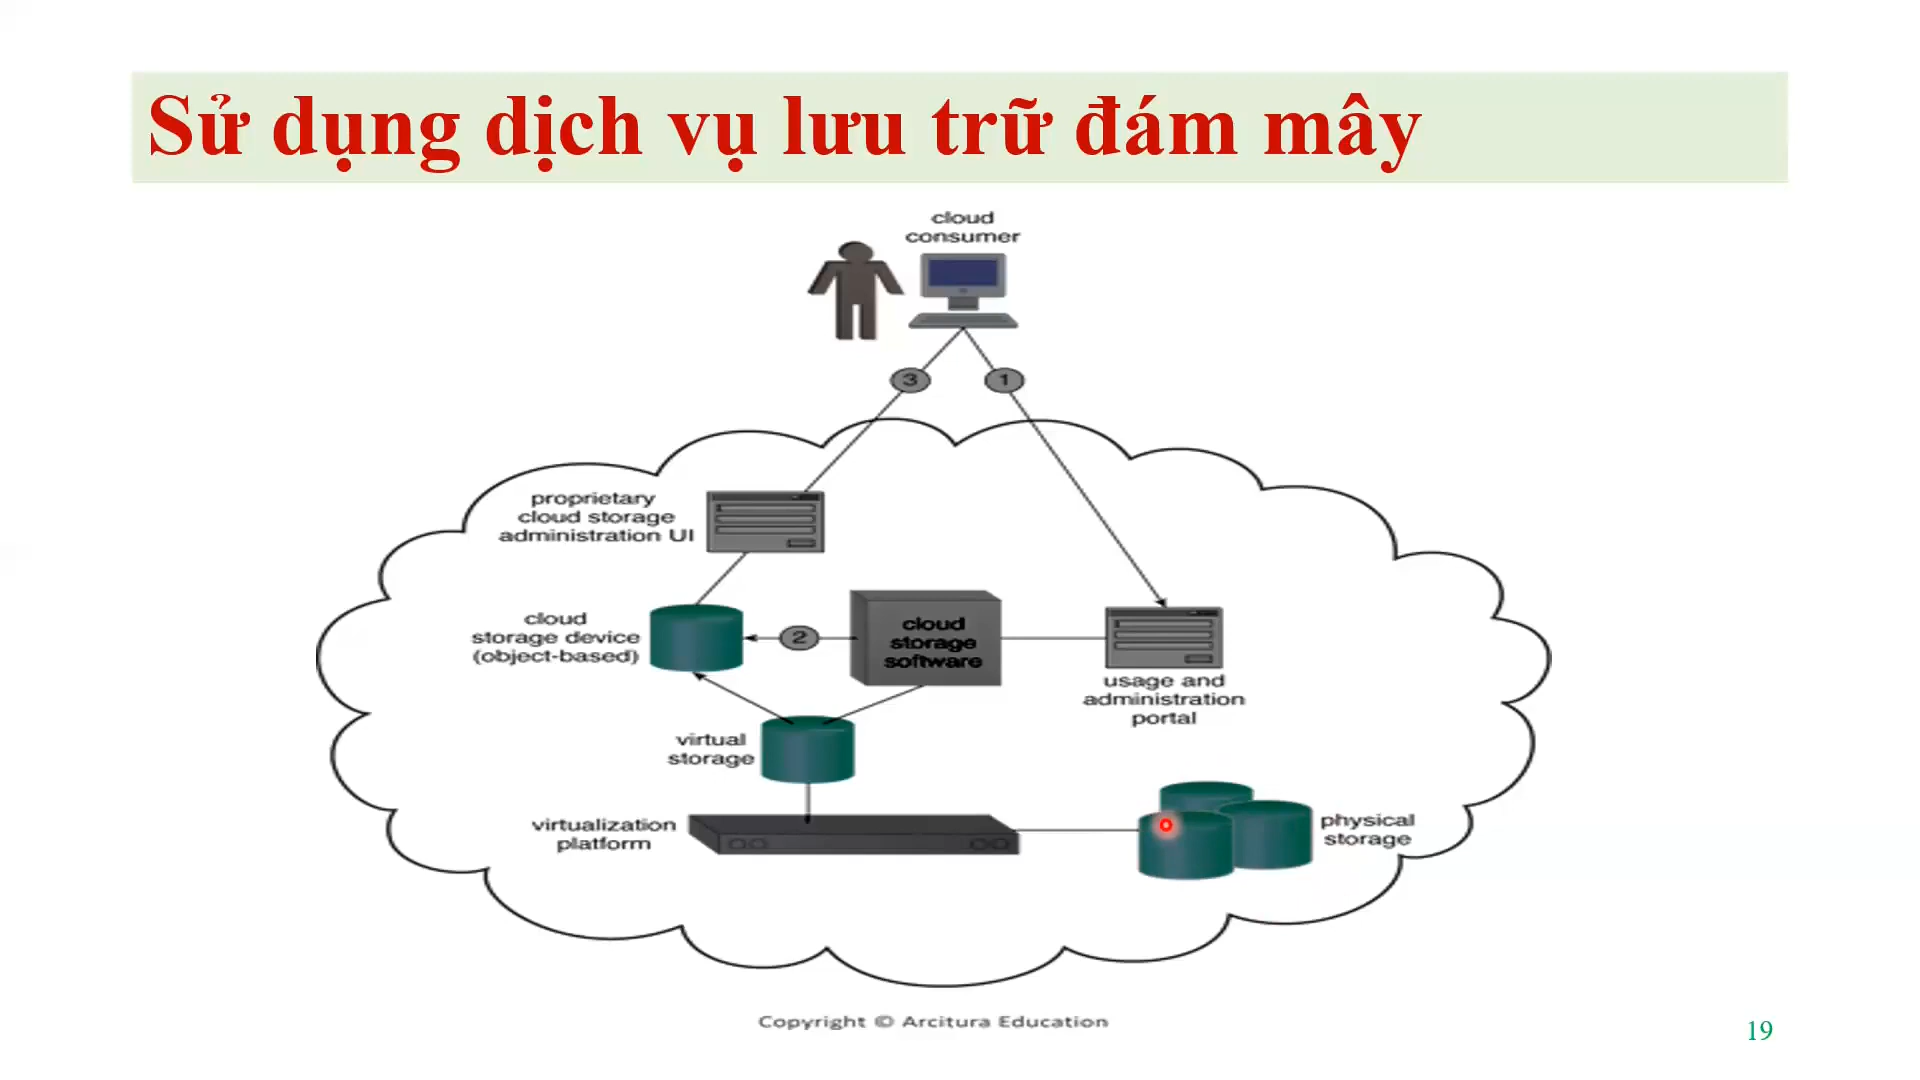 Sử dụng dịch vụ lưu trữ đám mây
cloud
consumer
3
1
proprietary
cloud storage
administration UI
cloud
storage device
(object-based)
2
cloud
storage
software
usage and
administration
portal
virtual
storage
virtualization
platform
physical
storage
Copyright © Arcitura Education
19